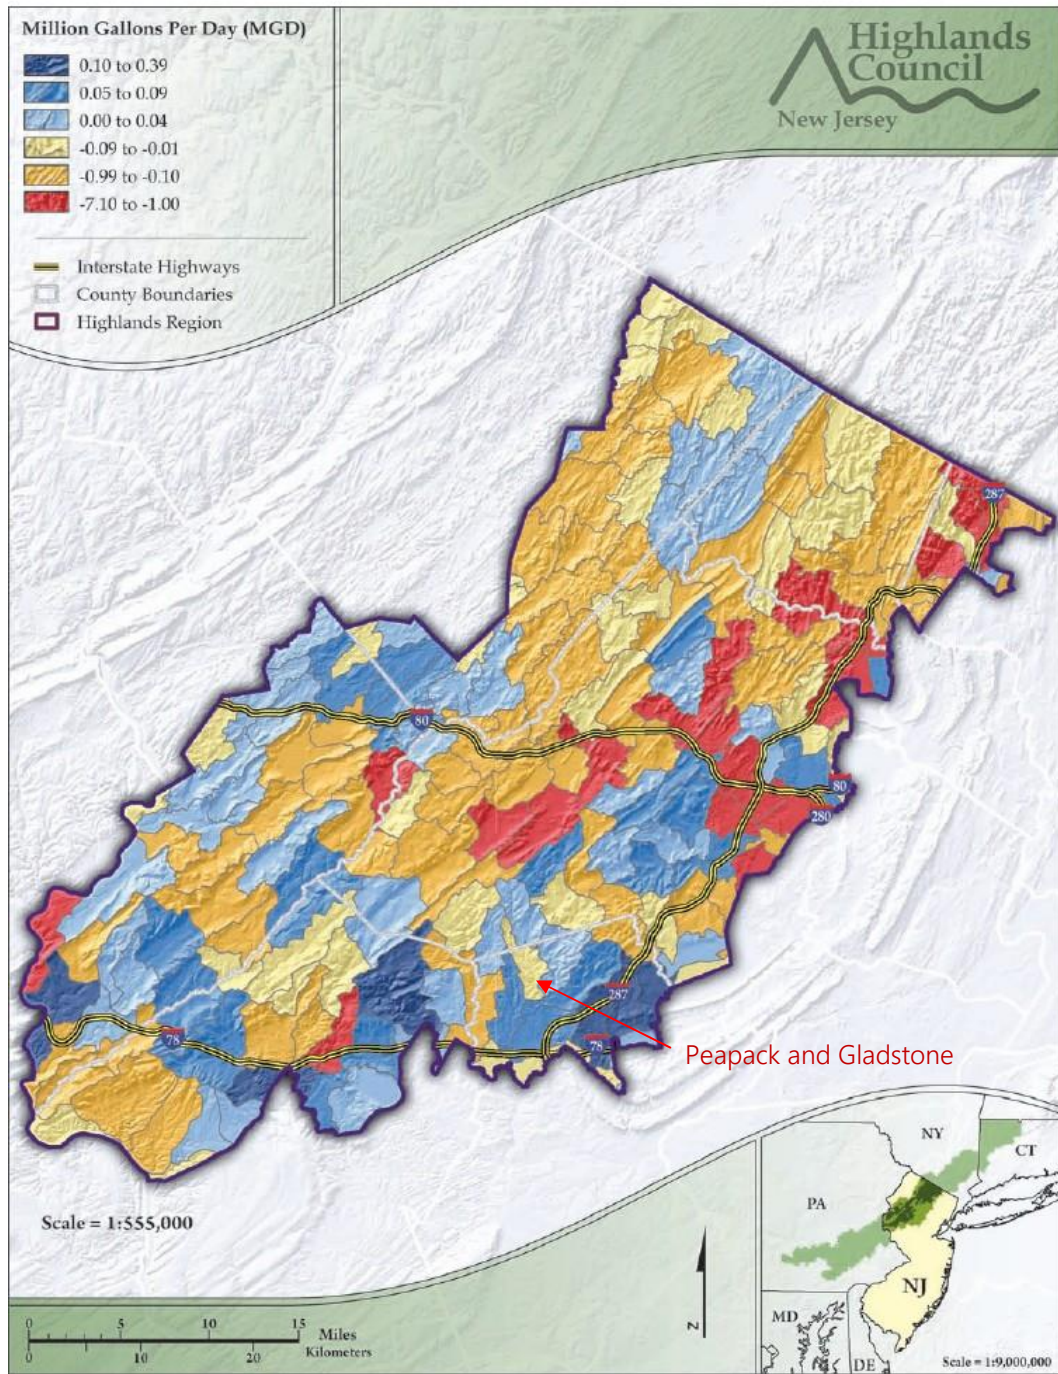 Million Gallons Per Day (MGD)
0.10 to 0.39
0.05 to 0.09
0.00 to 0.04
-0.09 to -0.01
-0.99 to -0.10
-7.10 to -1.00
Interstate Highways
County Boundaries
Highlands Region
Highlands
Council
New Jersey
287
80
80
280
287
78
78
Peapack and Gladstone
Scale = 1:555,000
0 5 10 15
Miles
0 10 20
Kilometers
N
NY
CT
PA
NJ
MD
DE
Scale = 1:9,000,000